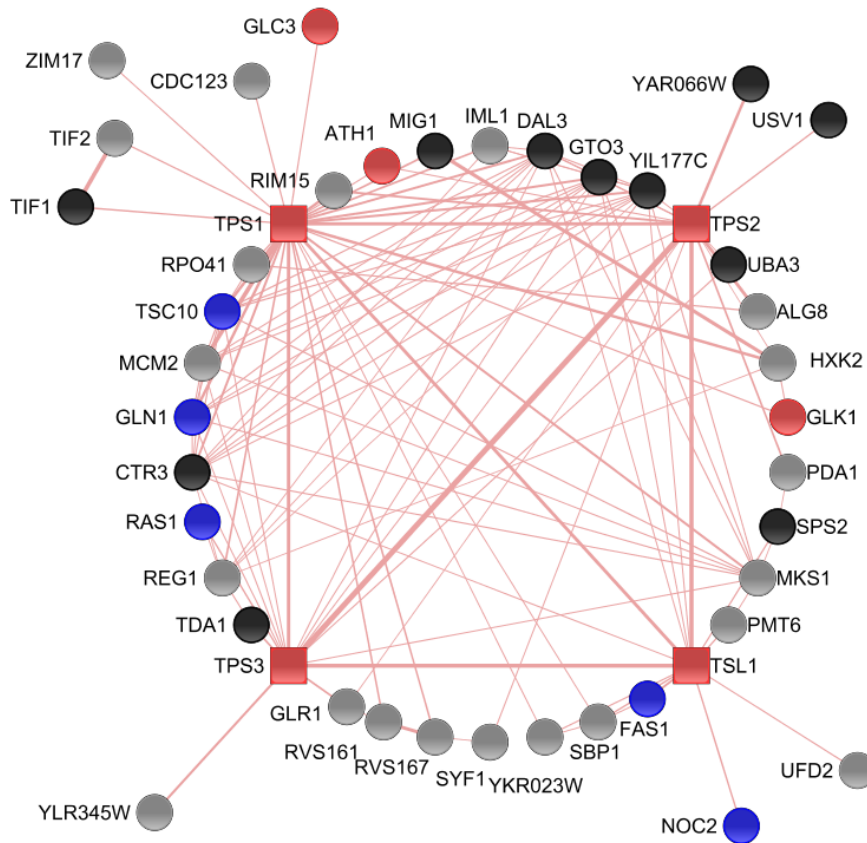 GLC3
ZIM17
CDC123
YAR066W
USV1
TIF2
IML1
DAL3
MIG1
ATH1
GTO3
YIL177C
RIM15
TIF1
TPS1
TPS2
RPO41
UBA3
TSC10
ALG8
MCM2
HXK2
GLN1
GLK1
CTR3
PDA1
RAS1
SPS2
REG1
MKS1
TDA1
PMT6
TPS3
TSL1
GLR1
FAS1
RVS161
SBP1
RVS167
SYF1
YKR023W
UFD2
YLR345W
NOC2